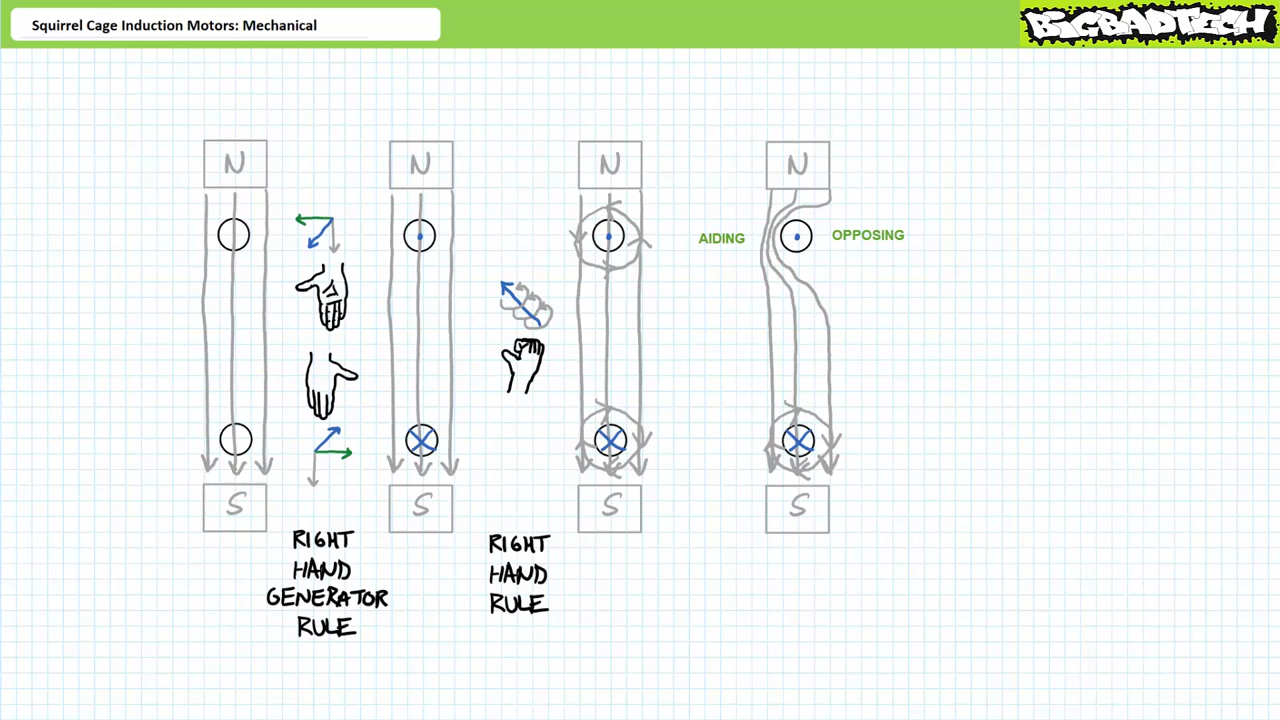 Squirrel Cage Induction Motors: Mechanical
BIGBADTECH
N
N
N
N
AIDING
OPPOSING
S
S
S
S
RIGHT
HAND
GENERATOR
RULE
RIGHT
HAND
RULE